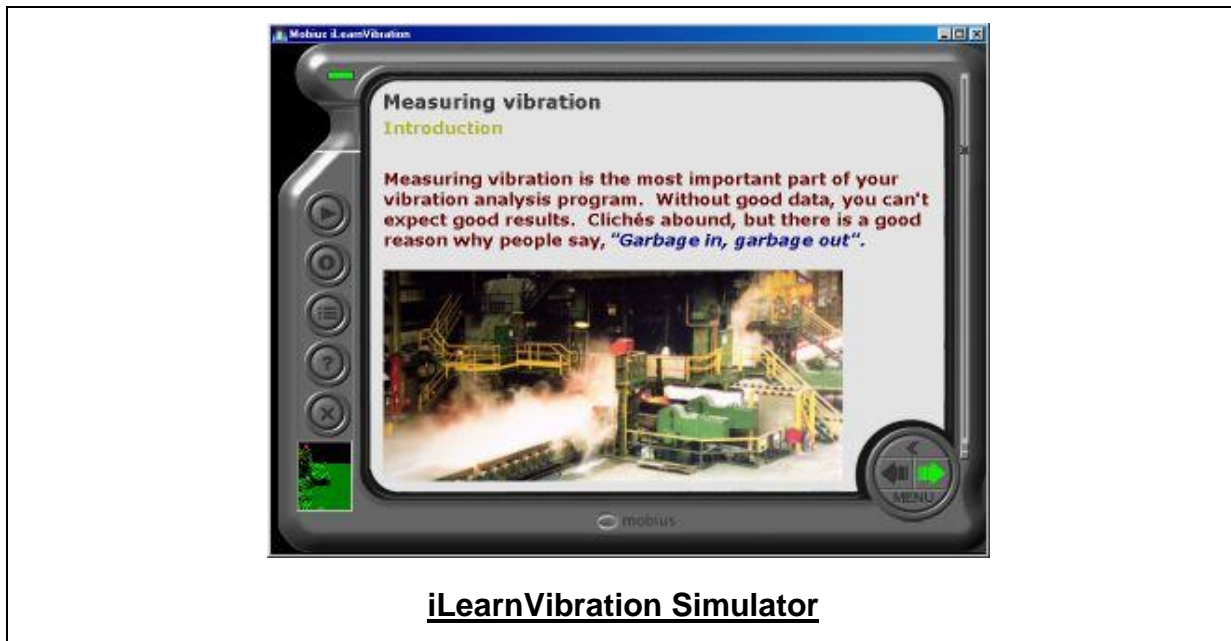 Mobius iLearnVibration
Measuring vibration
Introduction
Measuring vibration is the most important part of your
vibration analysis program.  Without good data, you can't
expect good results.  Clichés abound, but there is a good
reason why people say, "Garbage in, garbage out".
MENU
mobius
iLearnVibration Simulator